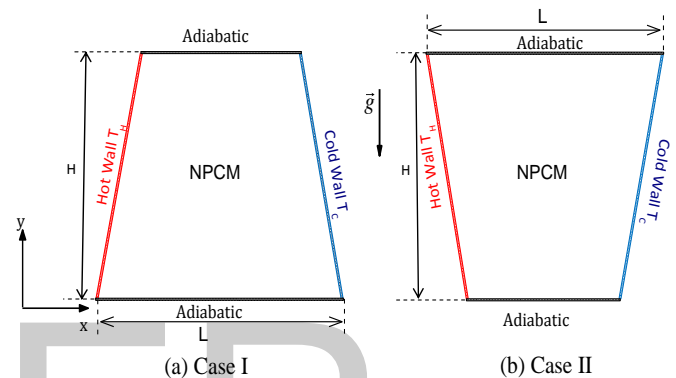 Adiabatic
H
Hot Wall T_H
NPCM
Cold Wall T_C
y
x
Adiabatic
L
(a) Case I
L
Adiabatic
g⃗
H
Hot Wall T_H
NPCM
Cold Wall T_C
Adiabatic
(b) Case II